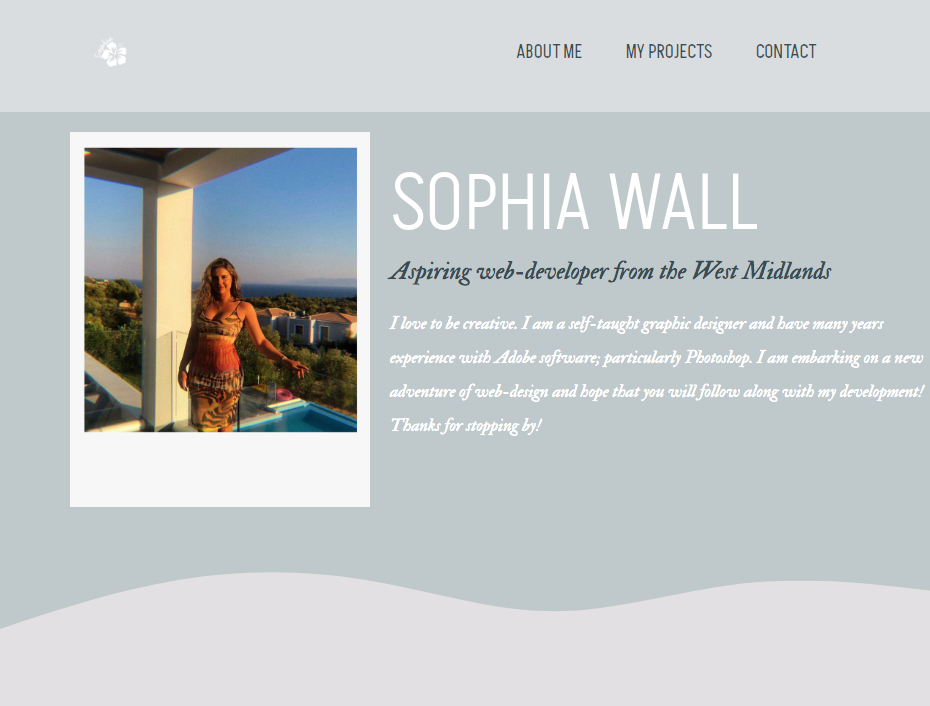 ABOUT ME
MY PROJECTS
CONTACT
SOPHIA WALL
Aspiring web-developer from the West Midlands
I love to be creative. I am a self-taught graphic designer and have many years
experience with Adobe software; particularly Photoshop. I am embarking on a new
adventure of web-design and hope that you will follow along with my development!
Thanks for stopping by!